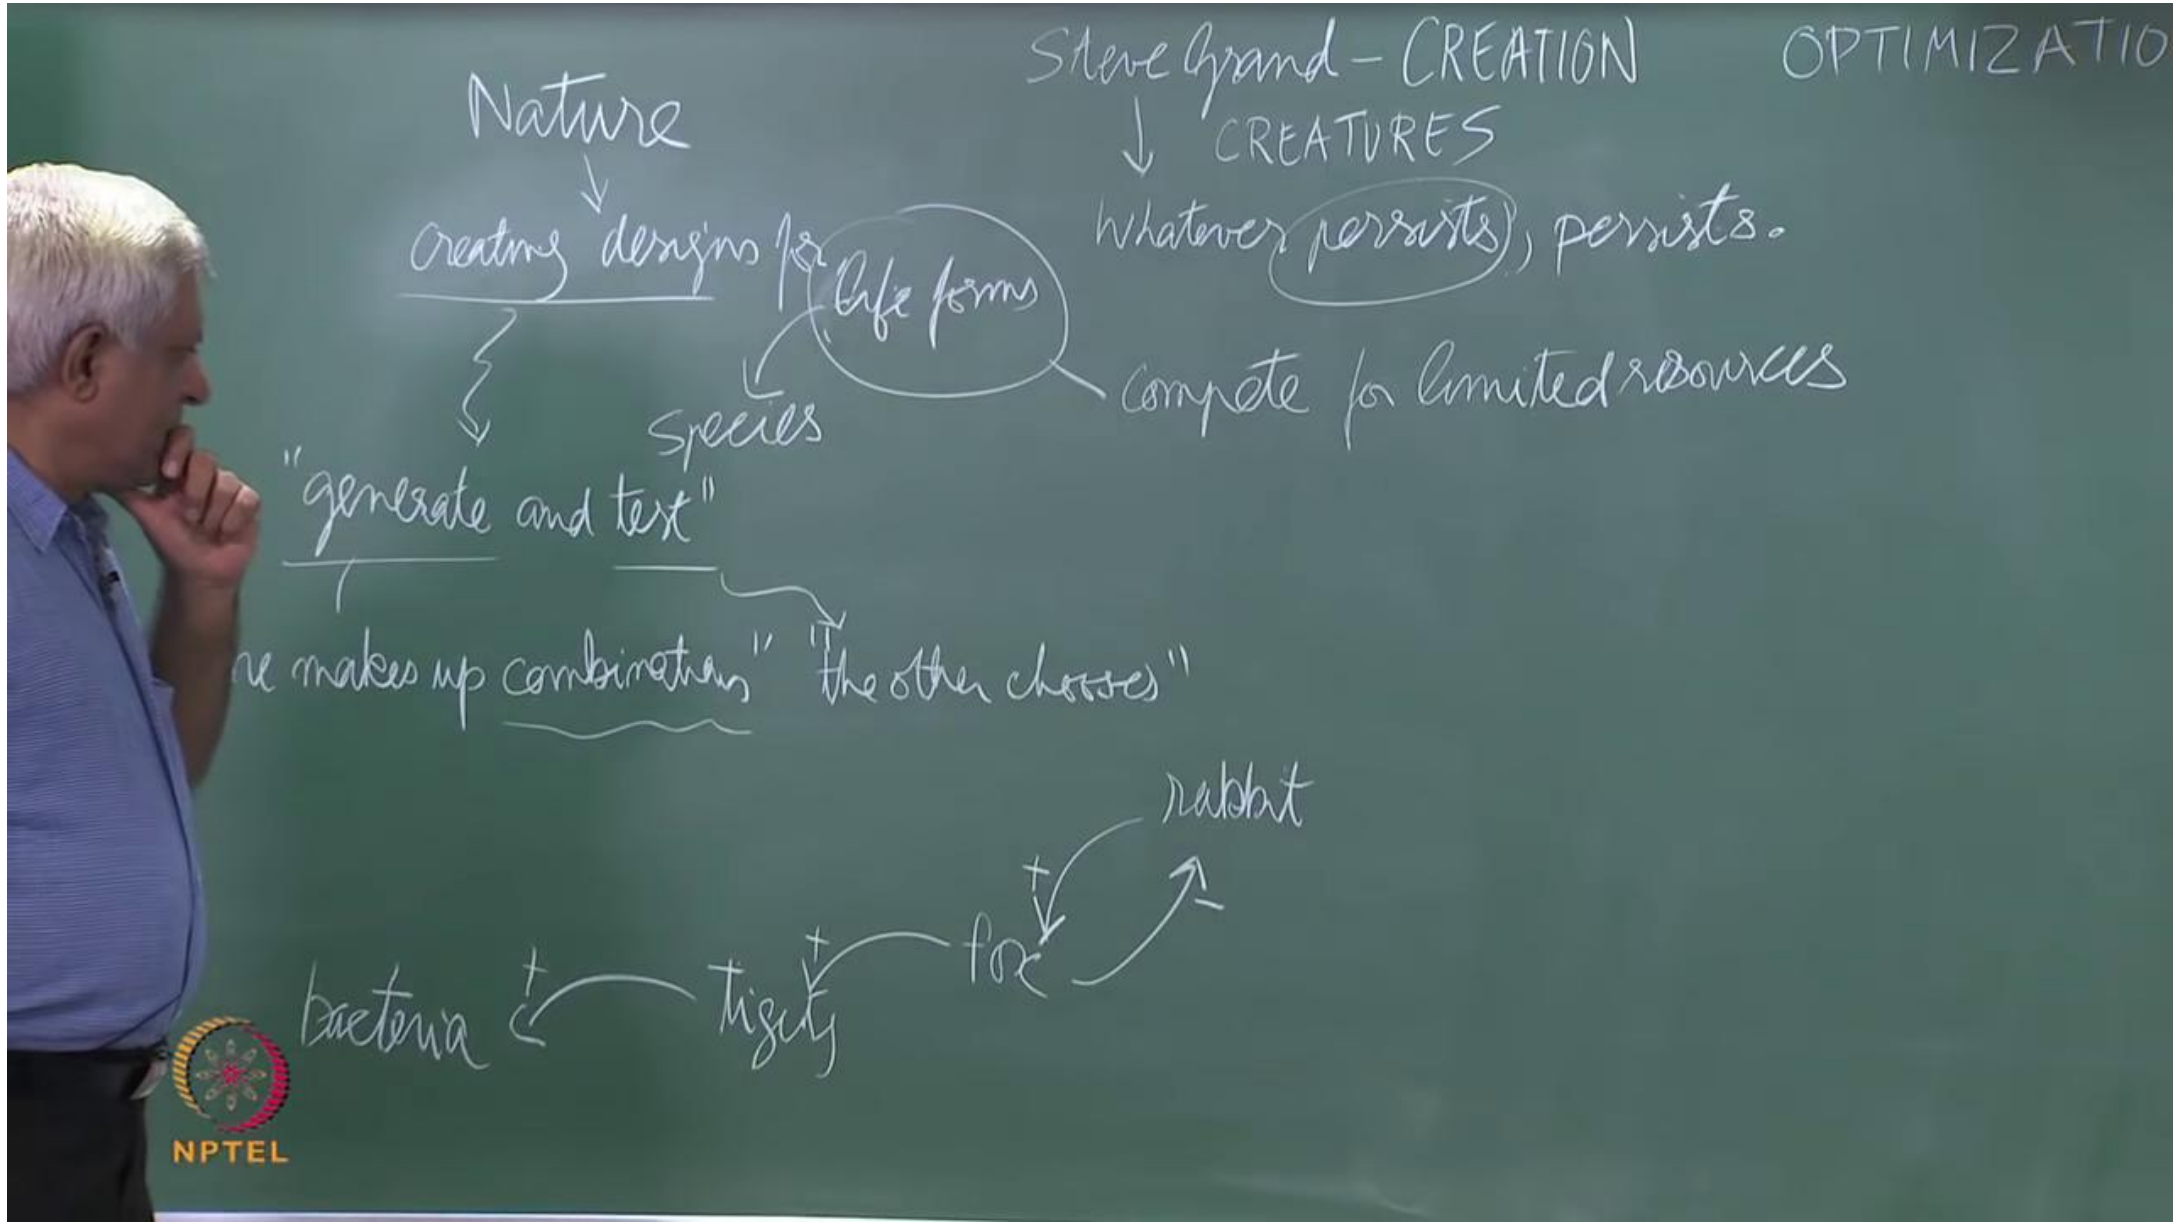 Steve Grand – CREATION
OPTIMIZATIO
Nature
CREATURES
Whatever persists, persists.
creating designs for
life forms
compete for limited resources
species
"generate and test"
ne makes up combinations" "the other chooses"
rabbit
+
–
fox
+
tigers
+
bacteria
NPTEL